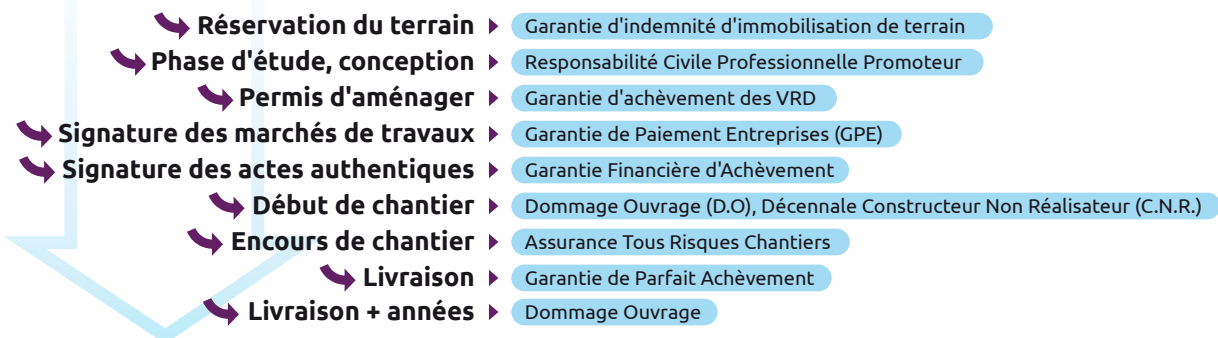 Réservation du terrain Garantie d'indemnité d'immobilisation de terrain
Phase d'étude, conception Responsabilité Civile Professionnelle Promoteur
Permis d'aménager Garantie d'achèvement des VRD
Signature des marchés de travaux Garantie de Paiement Entreprises (GPE)
Signature des actes authentiques Garantie Financière d'Achèvement
Début de chantier Dommage Ouvrage (D.O), Décennale Constructeur Non Réalisateur (C.N.R.)
Encours de chantier Assurance Tous Risques Chantiers
Livraison Garantie de Parfait Achèvement
Livraison + années Dommage Ouvrage